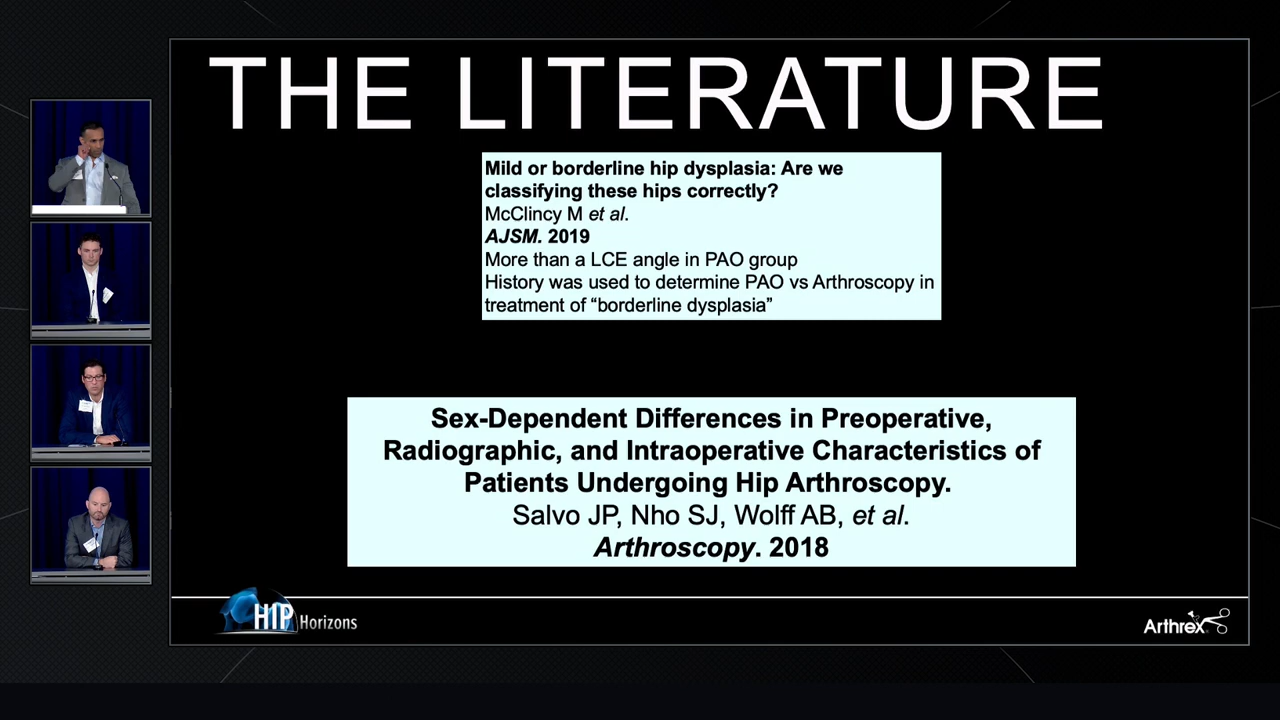 THE LITERATURE
Mild or borderline hip dysplasia: Are we
classifying these hips correctly?
McClincy M et al.
AJSM. 2019
More than a LCE angle in PAO group
History was used to determine PAO vs Arthroscopy in
treatment of “borderline dysplasia”
Sex-Dependent Differences in Preoperative,
Radiographic, and Intraoperative Characteristics of
Patients Undergoing Hip Arthroscopy.
Salvo JP, Nho SJ, Wolff AB, et al.
Arthroscopy. 2018
HIP Horizons
Arthrex